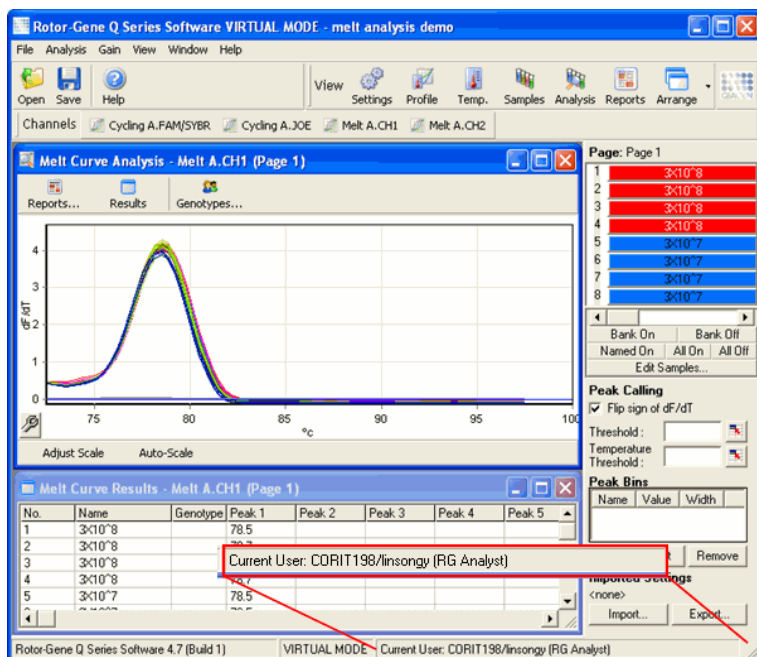 Rotor-Gene Q Series Software VIRTUAL MODE - melt analysis demo
File Analysis Gain View Window Help
Open Save Help View Settings Profile Temp. Samples Analysis Reports Arrange
Channels Cycling A.FAM/SYBR Cycling A.JOE Melt A.CH1 Melt A.CH2
Melt Curve Analysis - Melt A.CH1 (Page 1)
Reports... Results Genotypes...
4
3
2
1
0
dF/dT
75 80 85 90 95 100
°c
Adjust Scale Auto-Scale
Melt Curve Results - Melt A.CH1 (Page 1)
No. Name Genotype Peak 1 Peak 2 Peak 3 Peak 4 Peak 5
1 3X10^8 78.5
2 3X10^8
3 3X10^8
4 3X10^8 78.7
5 3X10^7 78.5
Current User: CORIT198/linsongy (RG Analyst)
Page: Page 1
1 3X10^8
2 3X10^8
3 3X10^8
4 3X10^8
5 3X10^7
6 3X10^7
7 3X10^7
8 3X10^7
Bank On Bank Off
Named On All On All Off
Edit Samples...
Peak Calling
Flip sign of dF/dT
Threshold :
Temperature
Threshold :
Peak Bins
Name Value Width
Remove
Imported Settings
<none>
Import... Export...
Rotor-Gene Q Series Software 4.7 (Build 1) VIRTUAL MODE Current User: CORIT198/linsongy (RG Analyst)